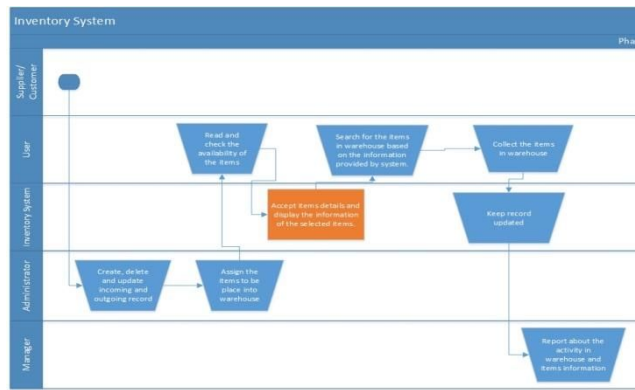 Inventory System
Pha
Supplier/
Customer
User
Read and
check the
availability of
the items
Search for the items
in warehouse based
on the information
provided by system.
Collect the items
in warehouse
Inventory System
Accept items details and
display the information
of the selected items.
Keep record
updated
Administrator
Create, delete
and update
incoming and
outgoing record
Assign the
items to be
place into
warehouse
Manager
Report about the
activity in
warehouse and
items information